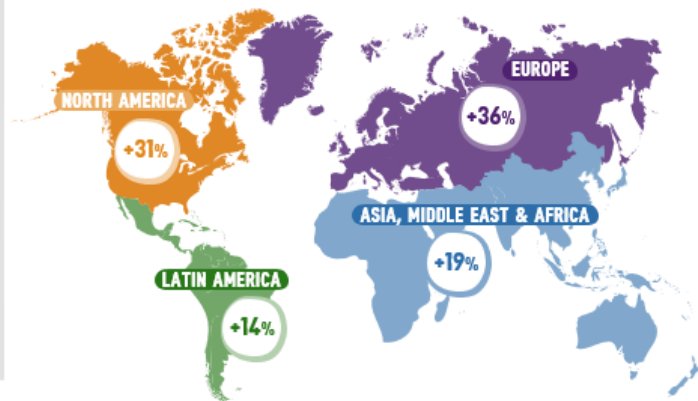 EUROPE
+36%
NORTH AMERICA
+31%
ASIA, MIDDLE EAST & AFRICA
+19%
LATIN AMERICA
+14%